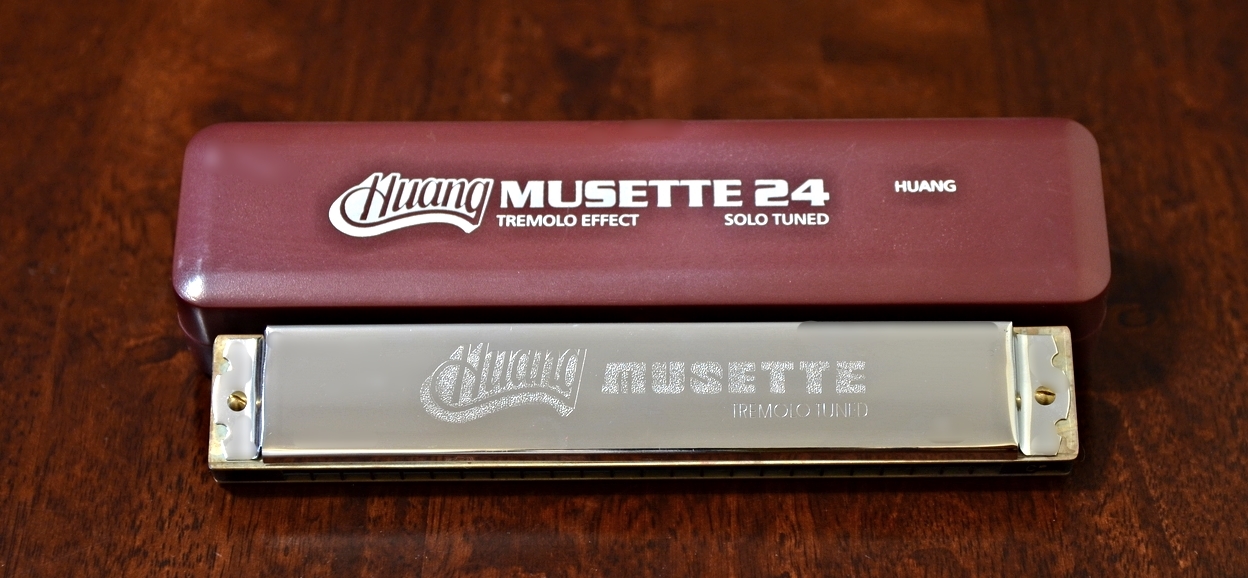 Huang MUSETTE 24 HUANG
TREMOLO EFFECT SOLO TUNED
Huang MUSETTE
TREMOLO TUNED